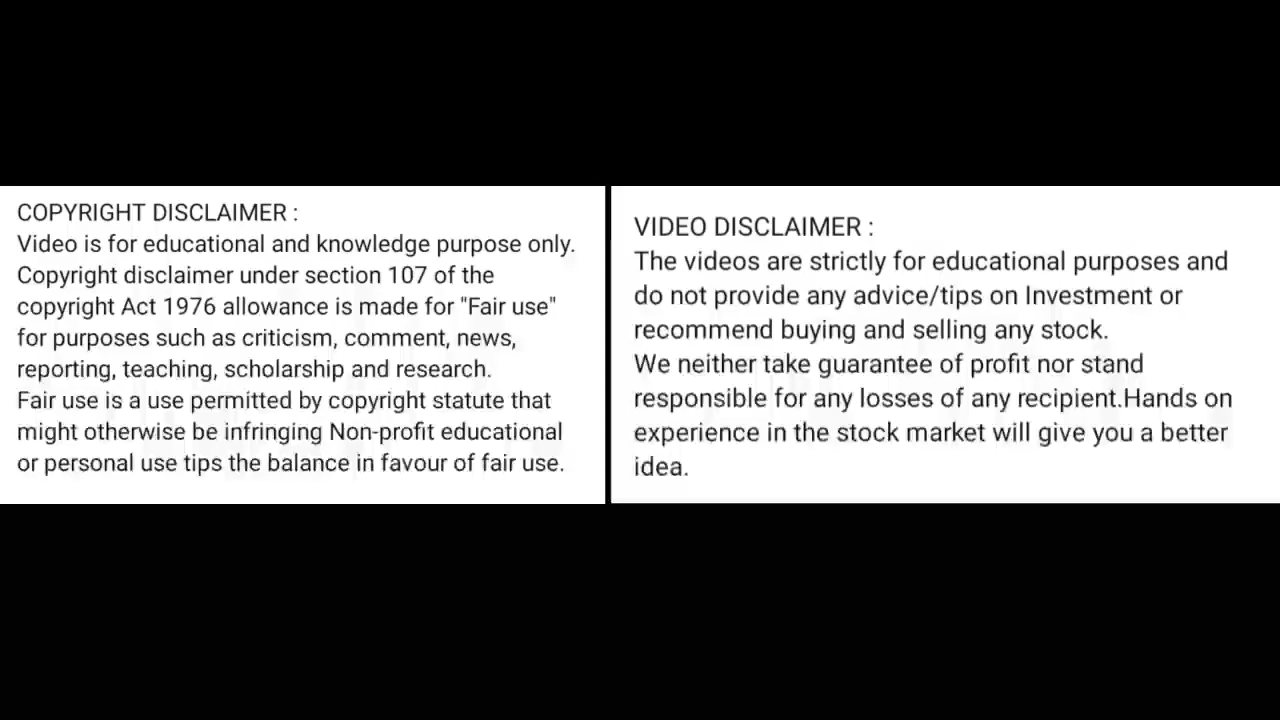 COPYRIGHT DISCLAIMER :
Video is for educational and knowledge purpose only.
Copyright disclaimer under section 107 of the
copyright Act 1976 allowance is made for "Fair use"
for purposes such as criticism, comment, news,
reporting, teaching, scholarship and research.
Fair use is a use permitted by copyright statute that
might otherwise be infringing Non-profit educational
or personal use tips the balance in favour of fair use.
VIDEO DISCLAIMER :
The videos are strictly for educational purposes and
do not provide any advice/tips on Investment or
recommend buying and selling any stock.
We neither take guarantee of profit nor stand
responsible for any losses of any recipient.Hands on
experience in the stock market will give you a better
idea.